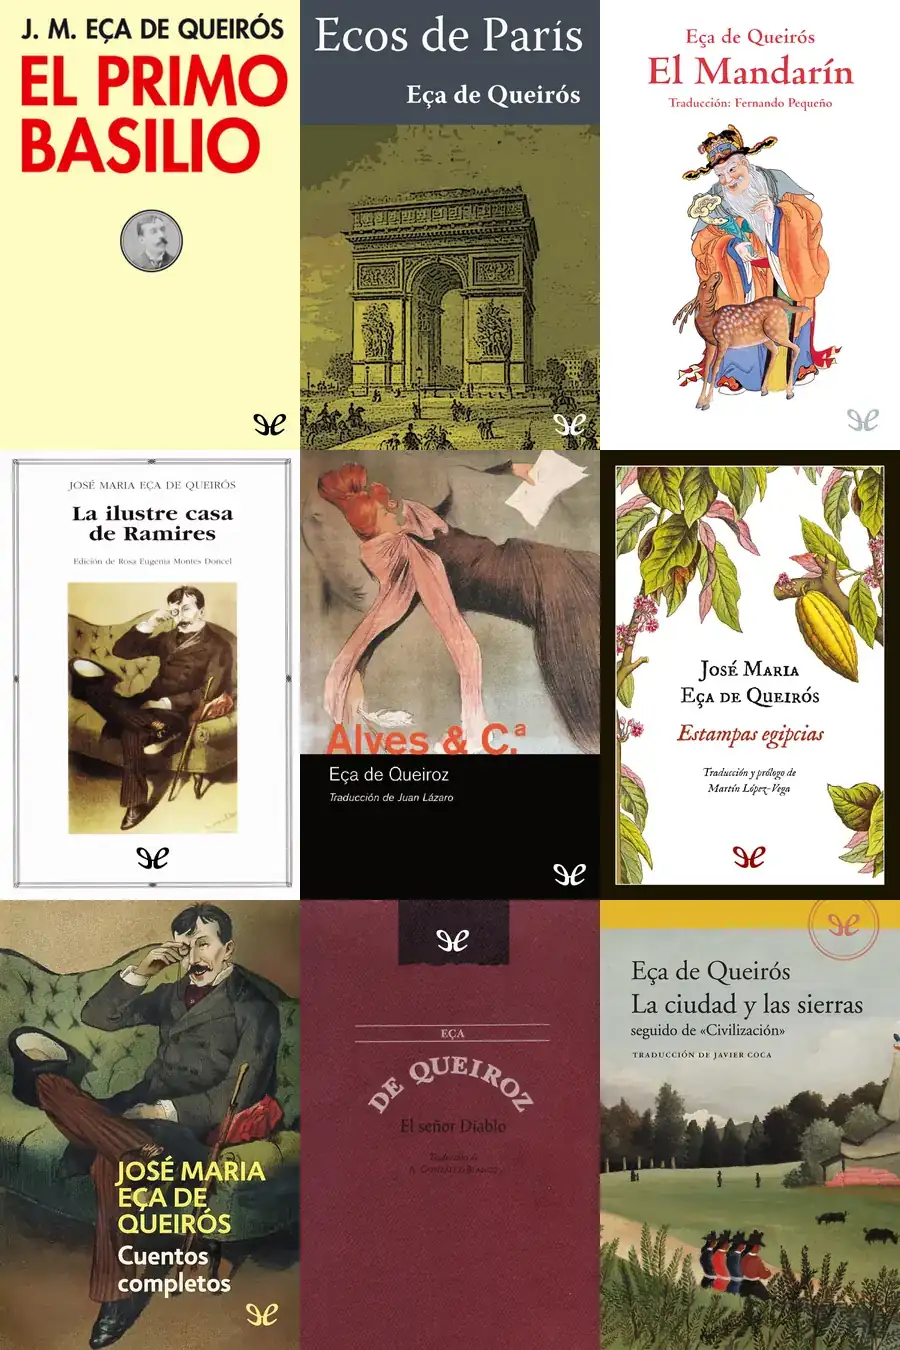 J. M. EÇA DE QUEIRÓS
EL PRIMO
BASILIO
Ecos de París
Eça de Queirós
Eça de Queirós
El Mandarín
Traducción: Fernando Pequeño
JOSÉ MARIA EÇA DE QUEIRÓS
La ilustre casa
de Ramires
Edición de Rosa Eugenia Montes Doncel
Alves & C.ª
Eça de Queiroz
Traducción de Juan Lázaro
José Maria
Eça de Queirós
Estampas egipcias
Traducción y prólogo de
Martín López-Vega
JOSÉ MARIA
EÇA DE
QUEIRÓS
Cuentos
completos
EÇA
DE QUEIROZ
El señor Diablo
Traducción de
Eça de Queirós
La ciudad y las sierras
seguido de «Civilización»
TRADUCCIÓN DE JAVIER COCA